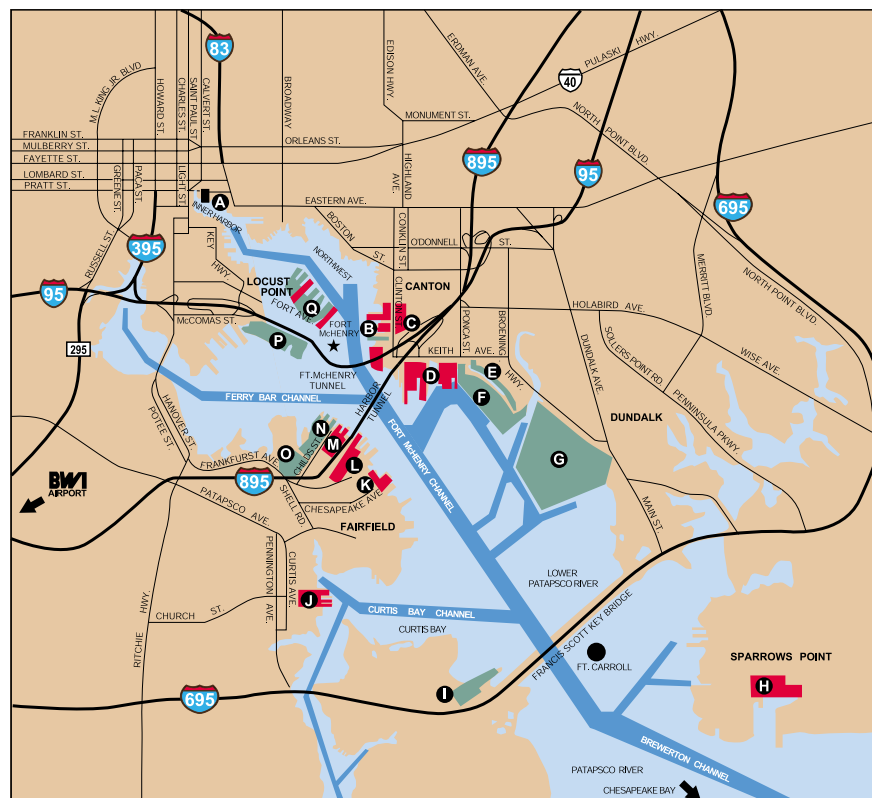 83
M.L. KING JR. BLVD
HOWARD ST.
CHARLES ST.
SAINT PAUL ST.
CALVERT ST.
BROADWAY
EDISON HWY.
ERDMAN AVE.
PULASKI HWY.
40
MONUMENT ST.
NORTH POINT BLVD.
FRANKLIN ST.
MULBERRY ST.
ORLEANS ST.
FAYETTE ST.
LOMBARD ST.
PRATT ST.
GREENE ST.
PACA ST.
LIGHT ST.
HIGHLAND AVE.
895
95
695
A
INNER HARBOR
EASTERN AVE.
BOSTON ST.
CONKLIN ST.
O'DONNELL ST.
RUSSELL ST.
395
KEY HWY.
NORTHWEST
MERRITT BLVD.
NORTH POINT BLVD.
95
LOCUST POINT
CANTON
CLINTON ST.
FORT AVE.
Q
B
C
HOLABIRD AVE.
McCOMAS ST.
FORT McHENRY
PONCA ST.
BROENING HWY.
P
295
KEITH AVE.
DUNDALK AVE.
SOLLERS POINT RD.
WISE AVE.
FT. McHENRY TUNNEL
HARBOR TUNNEL
D
E
F
PENNINSULA PKWY.
FERRY BAR CHANNEL
HANOVER ST.
POTEE ST.
FORT McHENRY CHANNEL
DUNDALK
N
M
O
CHILDS ST.
FRANKFURST AVE.
L
K
G
BWI
AIRPORT
895
SHELL RD.
CHESAPEAKE AVE.
PATAPSCO AVE.
FAIRFIELD
MAIN ST.
PENNINGTON AVE.
CURTIS AVE.
LOWER
PATAPSCO RIVER
J
CURTIS BAY CHANNEL
CHURCH ST.
RITCHIE HWY.
CURTIS BAY
FRANCIS SCOTT KEY BRIDGE
FT. CARROLL
SPARROWS POINT
H
I
695
BREWERTON CHANNEL
PATAPSCO RIVER
CHESAPEAKE BAY